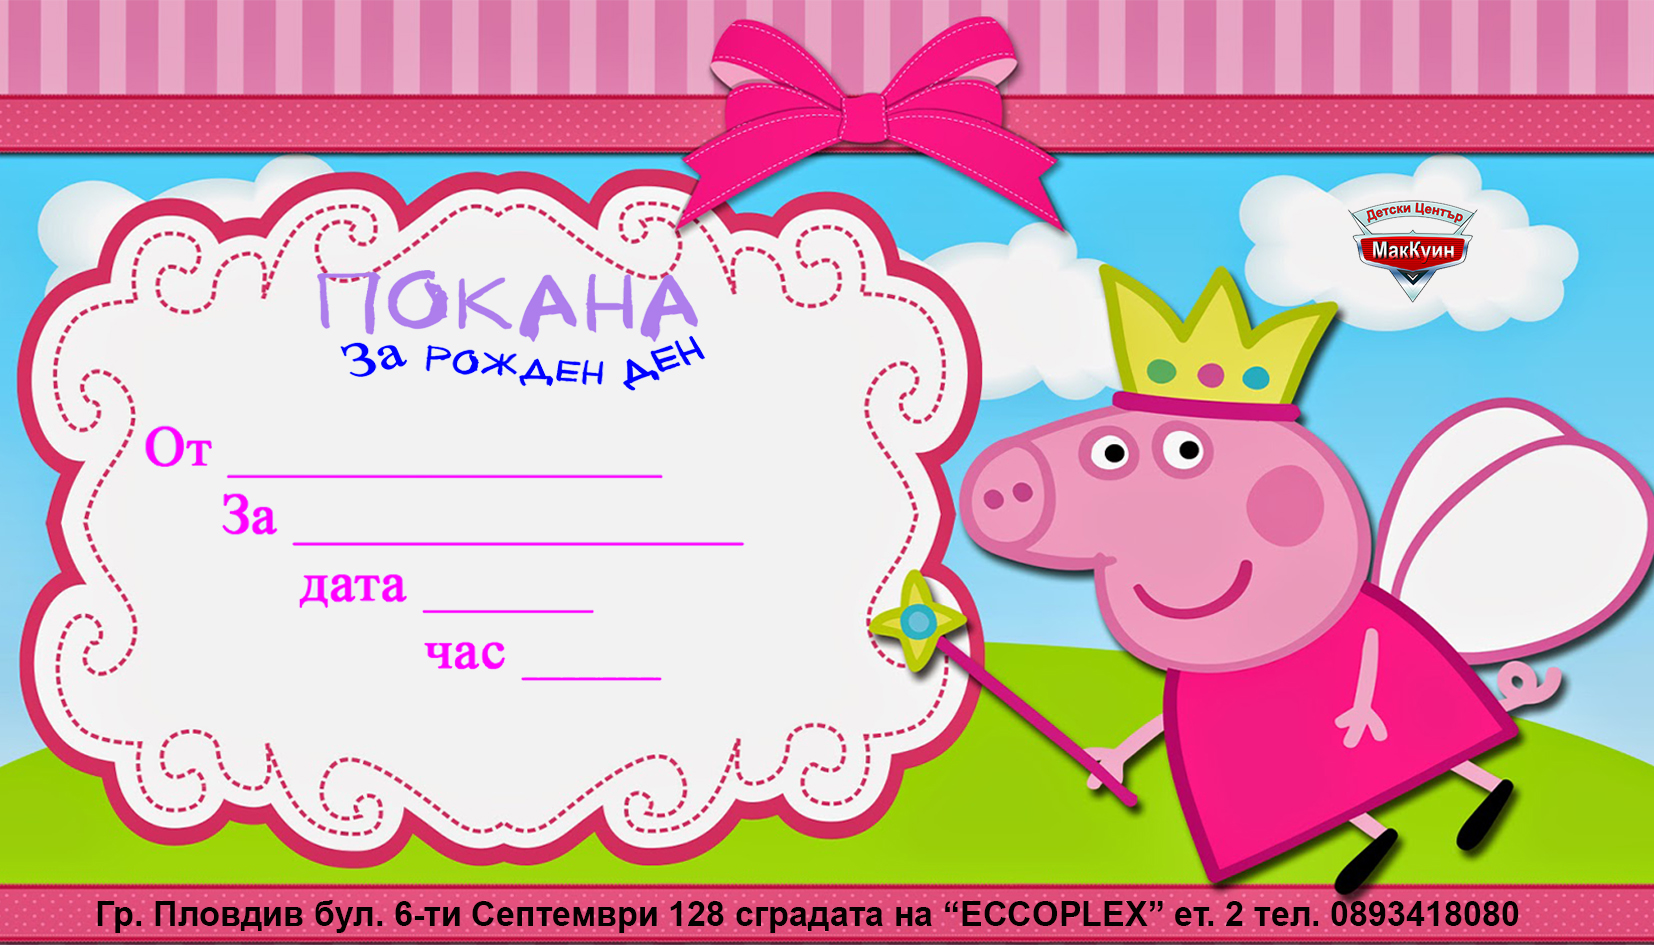 Детски Център
МакКуин
ПОКАНА
За РОЖДЕН ДЕН
От
За
дата
час
Гр. Пловдив бул. 6-ти Септември 128 сградата на “ECCOPLEX” ет. 2 тел. 0893418080